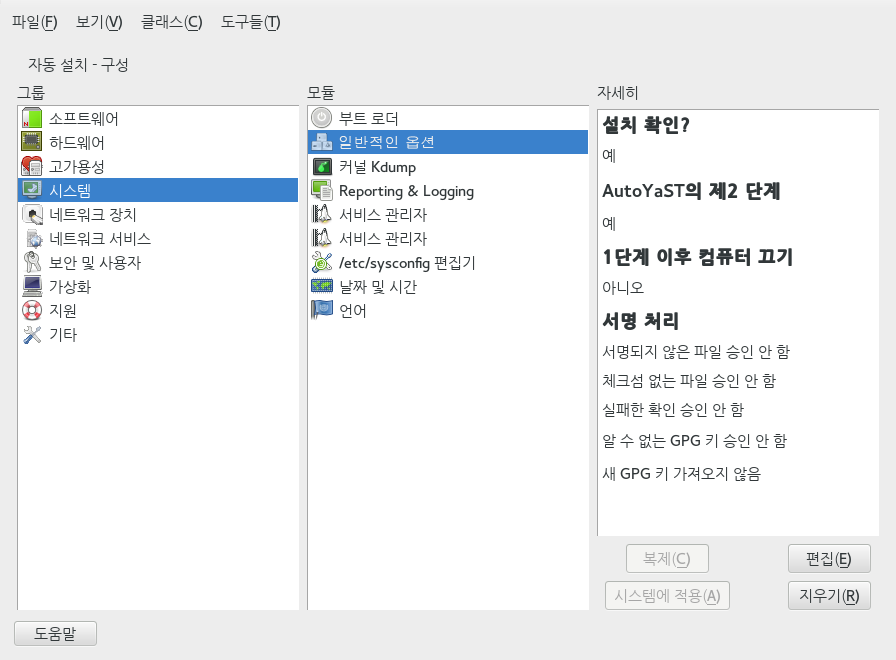 파일(F) 보기(V) 클래스(C) 도구들(T)
자동 설치 - 구성
그룹
소프트웨어
하드웨어
고가용성
시스템
네트워크 장치
네트워크 서비스
보안 및 사용자
가상화
지원
기타
모듈
부트 로더
일반적인 옵션
커널 Kdump
Reporting & Logging
서비스 관리자
서비스 관리자
/etc/sysconfig 편집기
날짜 및 시간
언어
자세히
설치 확인?
예
AutoYaST의 제2 단계
예
1단계 이후 컴퓨터 끄기
아니오
서명 처리
서명되지 않은 파일 승인 안 함
체크섬 없는 파일 승인 안 함
실패한 확인 승인 안 함
알 수 없는 GPG 키 승인 안 함
새 GPG 키 가져오지 않음
복제(C) 편집(E)
시스템에 적용(A) 지우기(R)
도움말